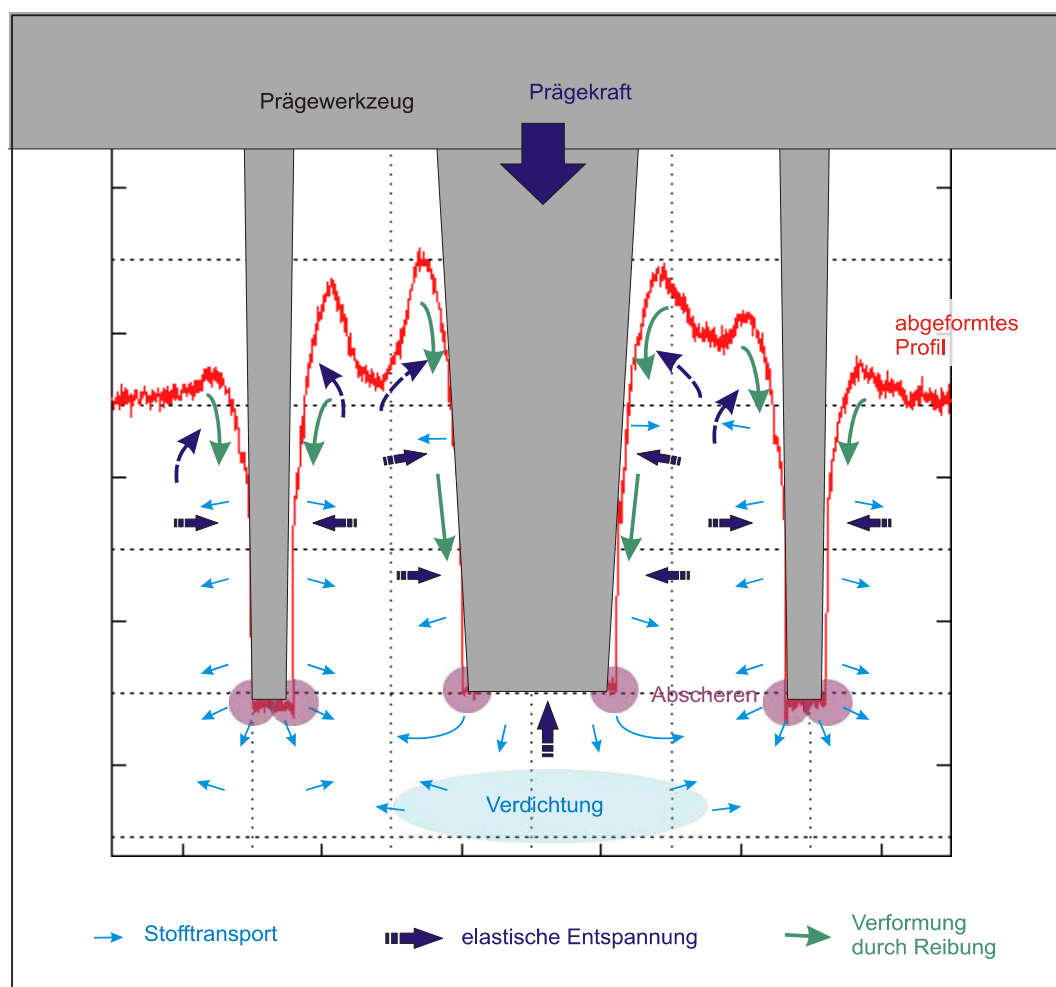 Prägekraft
Prägewerkzeug
abgeformtes
Profil
Abscheren
Verdichtung
Stofftransport
elastische Entspannung
Verformung
durch Reibung